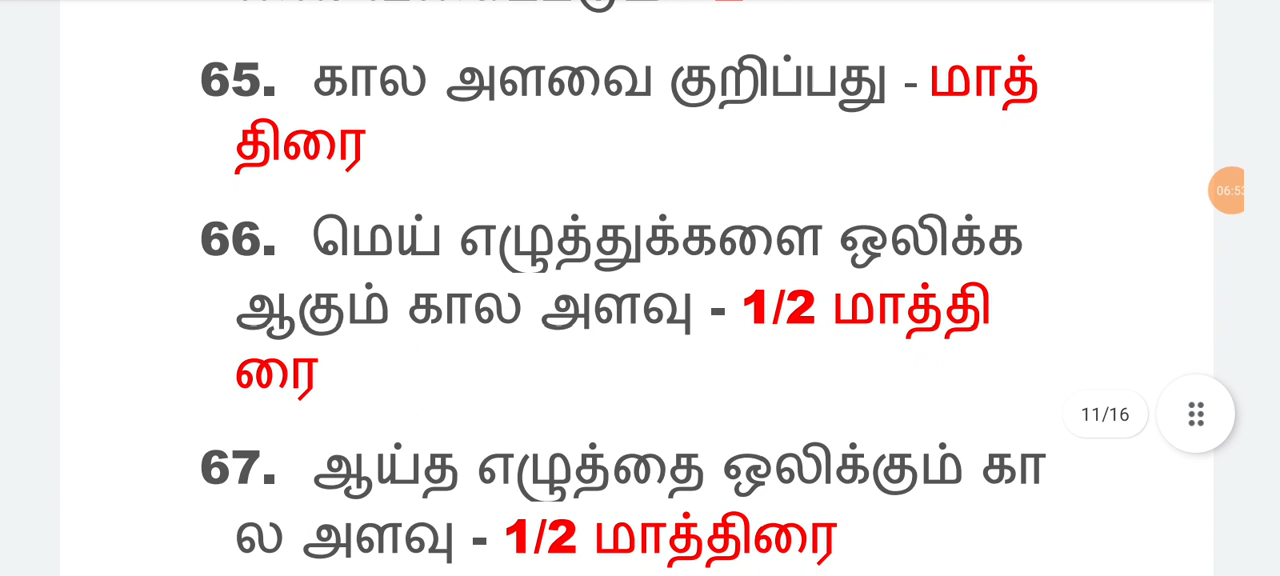 65. கால அளவை குறிப்பது - மாத்
திரை
66. மெய் எழுத்துக்களை ஒலிக்க
ஆகும் கால அளவு - 1/2 மாத்தி
ரை
11/16
67. ஆய்த எழுத்தை ஒலிக்கும் கா
ல அளவு - 1/2 மாத்திரை